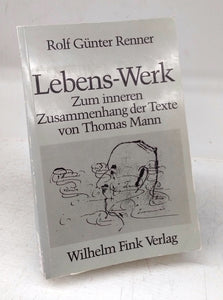 Rolf Günter Renner
Lebens-Werk
Zum inneren
Zusammenhang der Texte
von Thomas Mann
Wilhelm Fink Verlag